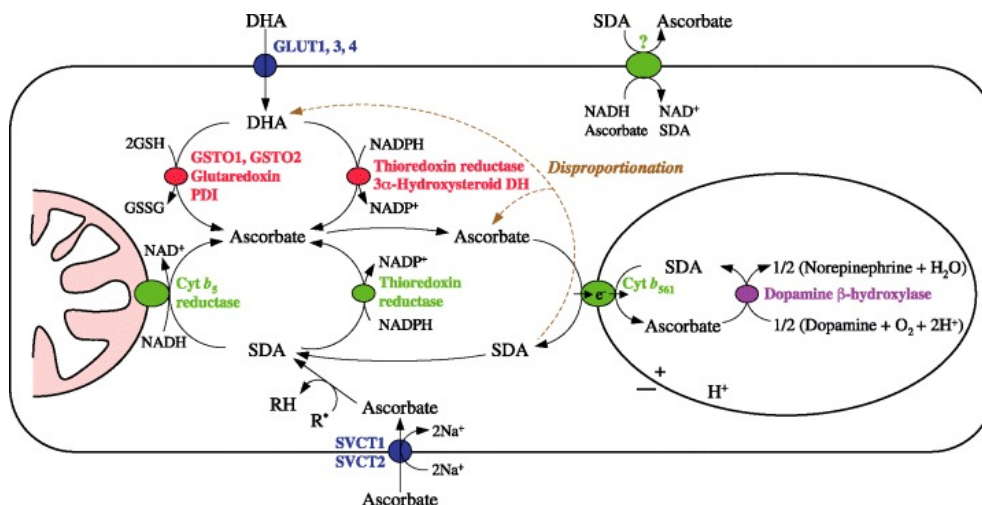 DHA
GLUT1, 3, 4
SDA
Ascorbate
?
NADH
NAD⁺
Ascorbate
SDA
DHA
2GSH
NADPH
GSTO1, GSTO2
Glutaredoxin
PDI
Thioredoxin reductase
3α-Hydroxysteroid DH
Disproportionation
GSSG
NADP⁺
Ascorbate
Ascorbate
NAD⁺
NADP⁺
Cyt b₅
reductase
Thioredoxin
reductase
NADH
NADPH
SDA
SDA
e⁻
Cyt b₅₆₁
SDA
1/2 (Norepinephrine + H₂O)
Dopamine β-hydroxylase
Ascorbate
1/2 (Dopamine + O₂ + 2H⁺)
+
—
H⁺
RH
R•
Ascorbate
SVCT1
SVCT2
2Na⁺
2Na⁺
Ascorbate